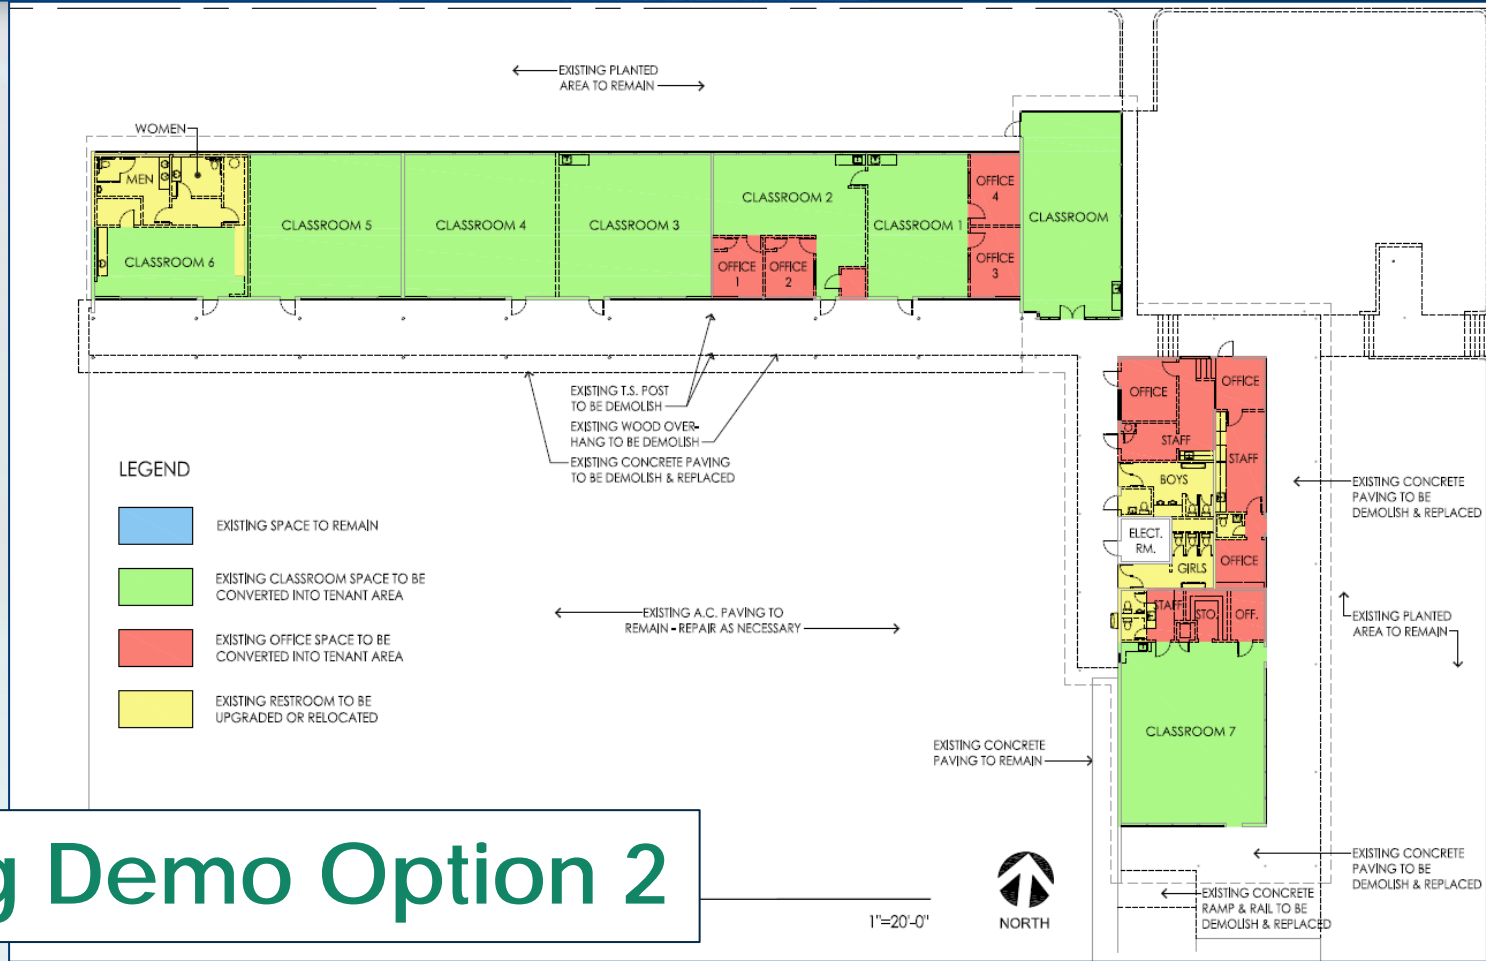 EXISTING PLANTED
AREA TO REMAIN
WOMEN
MEN
CLASSROOM 6
CLASSROOM 5
CLASSROOM 4
CLASSROOM 3
CLASSROOM 2
OFFICE
1
OFFICE
2
CLASSROOM 1
OFFICE
4
OFFICE
3
CLASSROOM
EXISTING T.S. POST
TO BE DEMOLISH
EXISTING WOOD OVER-
HANG TO BE DEMOLISH
EXISTING CONCRETE PAVING
TO BE DEMOLISH & REPLACED
OFFICE
OFFICE
STAFF
STAFF
BOYS
ELECT.
RM.
GIRLS
OFFICE
STAFF
STO.
OFF.
CLASSROOM 7
EXISTING CONCRETE
PAVING TO BE
DEMOLISH & REPLACED
EXISTING PLANTED
AREA TO REMAIN
LEGEND
EXISTING SPACE TO REMAIN
EXISTING CLASSROOM SPACE TO BE
CONVERTED INTO TENANT AREA
EXISTING OFFICE SPACE TO BE
CONVERTED INTO TENANT AREA
EXISTING RESTROOM TO BE
UPGRADED OR RELOCATED
EXISTING A.C. PAVING TO
REMAIN - REPAIR AS NECESSARY
EXISTING CONCRETE
PAVING TO REMAIN
EXISTING CONCRETE
PAVING TO BE
DEMOLISH & REPLACED
EXISTING CONCRETE
RAMP & RAIL TO BE
DEMOLISH & REPLACED
g Demo Option 2
1"=20'-0"
NORTH